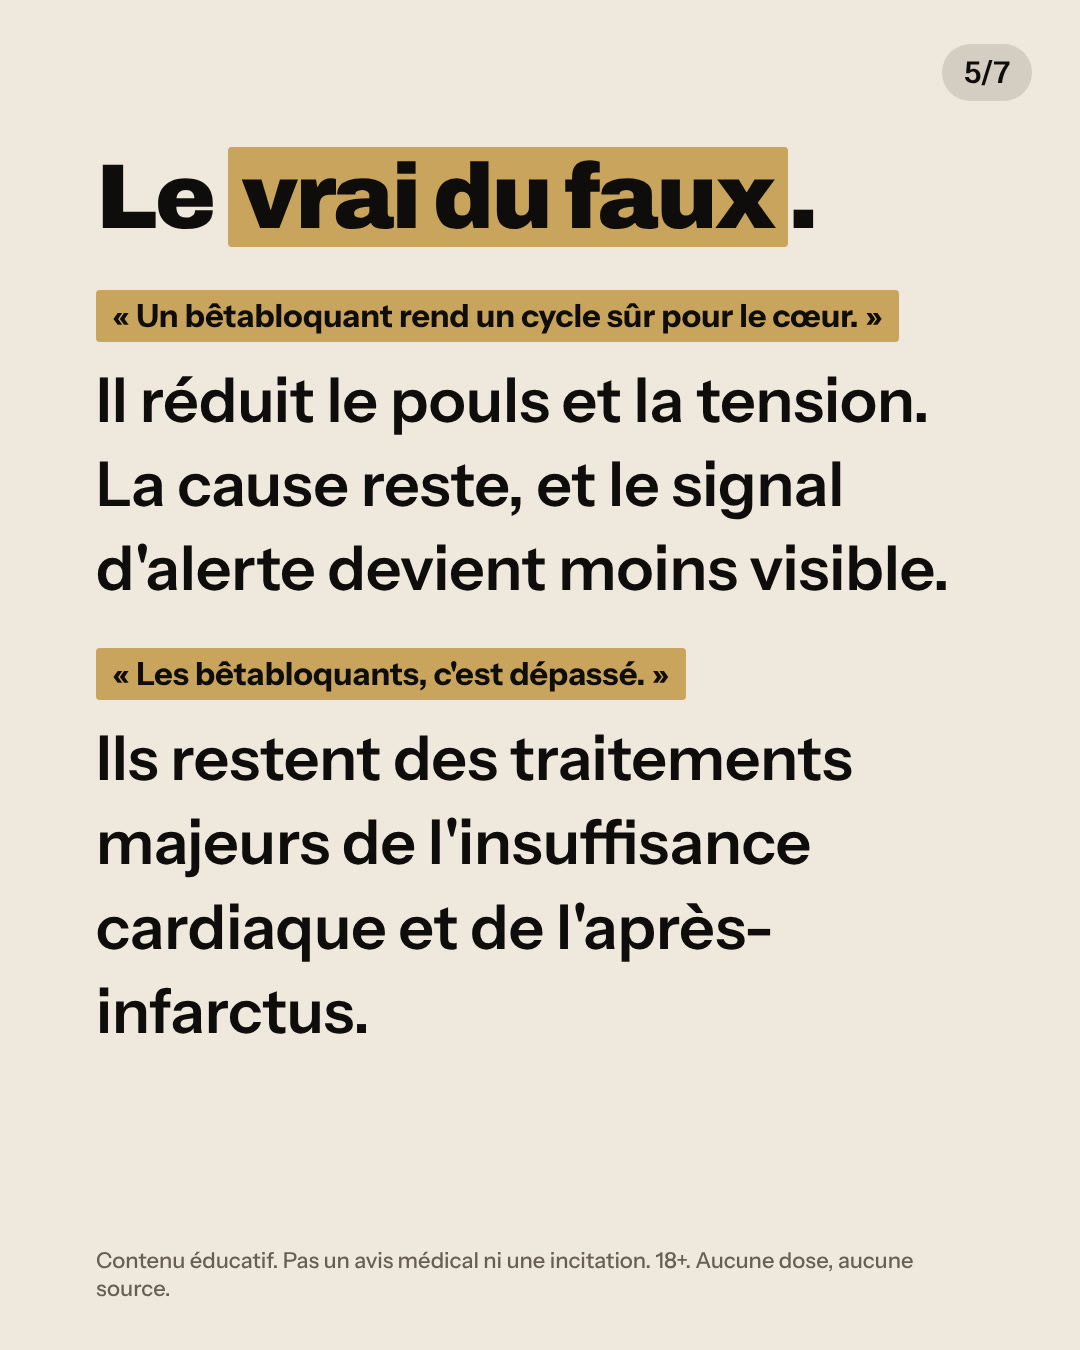 5/7
Le vrai du faux.
« Un bêtabloquant rend un cycle sûr pour le cœur. »
Il réduit le pouls et la tension.
La cause reste, et le signal
d'alerte devient moins visible.
« Les bêtabloquants, c'est dépassé. »
Ils restent des traitements
majeurs de l'insuffisance
cardiaque et de l'après-
infarctus.
Contenu éducatif. Pas un avis médical ni une incitation. 18+. Aucune dose, aucune
source.